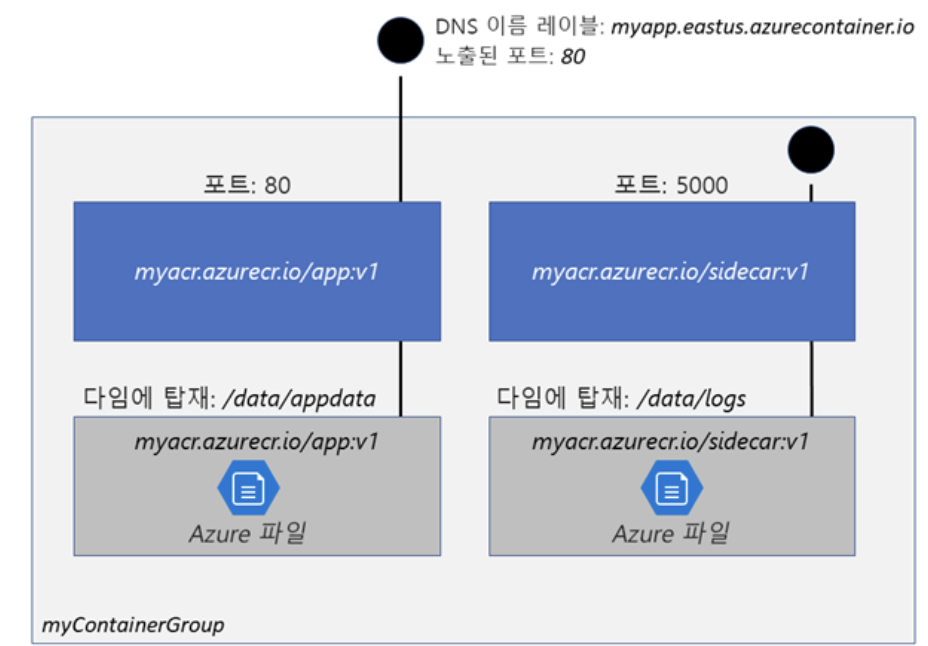 DNS 이름 레이블: myapp.eastus.azurecontainer.io
노출된 포트: 80
포트: 80
포트: 5000
myacr.azurecr.io/app:v1
myacr.azurecr.io/sidecar:v1
다임에 탑재: /data/appdata
다임에 탑재: /data/logs
myacr.azurecr.io/app:v1
myacr.azurecr.io/sidecar:v1
Azure 파일
Azure 파일
myContainerGroup